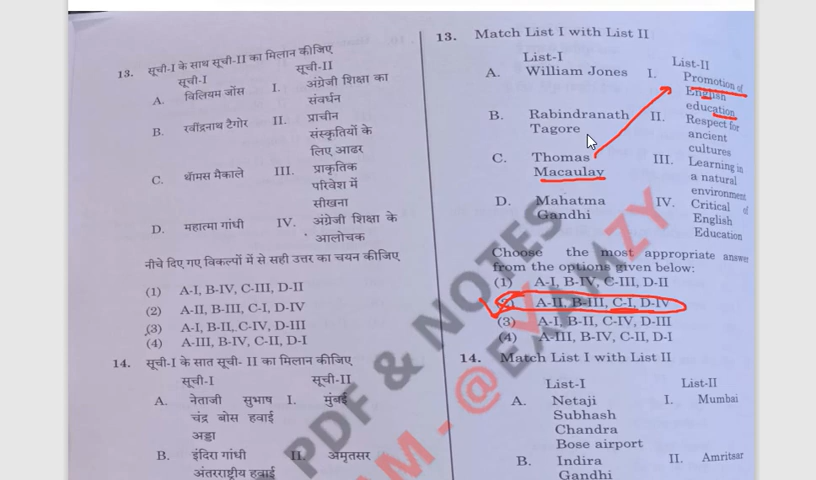 13. सूची-I के साथ सूची-II का मिलान कीजिए
सूची-I सूची-II
A. विलियम जोंस I. अंग्रेजी शिक्षा का
संवर्धन
B. रवींद्रनाथ टैगोर II. प्राचीन
संस्कृतियों के
लिए आदर
C. थॉमस मैकाले III. प्राकृतिक
परिवेश में
सीखना
D. महात्मा गांधी IV. अंग्रेजी शिक्षा के
आलोचक
नीचे दिए गए विकल्पों में से सही उत्तर का चयन कीजिए
(1) A-I, B-IV, C-III, D-II
(2) A-II, B-III, C-I, D-IV
(3) A-I, B-II, C-IV, D-III
(4) A-III, B-IV, C-II, D-I
14. सूची-I के सात सूची- II का मिलान कीजिए
सूची-I सूची-II
A. नेताजी सुभाष I. मुंबई
चंद्र बोस हवाई
अड्डा
B. इंदिरा गांधी II. अमृतसर
अंतरराष्ट्रीय हवाई
13. Match List I with List II
List-I List-II
A. William Jones I. Promotion of
English
education
B. Rabindranath II. Respect for
Tagore ancient
cultures
C. Thomas III. Learning in
Macaulay a natural
environment
D. Mahatma IV. Critical of
Gandhi English
Education
Choose the most appropriate answer
from the options given below:
(1) A-I, B-IV, C-III, D-II
(2) A-II, B-III, C-I, D-IV
(3) A-I, B-II, C-IV, D-III
(4) A-III, B-IV, C-II, D-I
14. Match List I with List II
List-I List-II
A. Netaji I. Mumbai
Subhash
Chandra
Bose airport
B. Indira II. Amritsar
Gandhi
PDF & NOTES
@EXAMZY